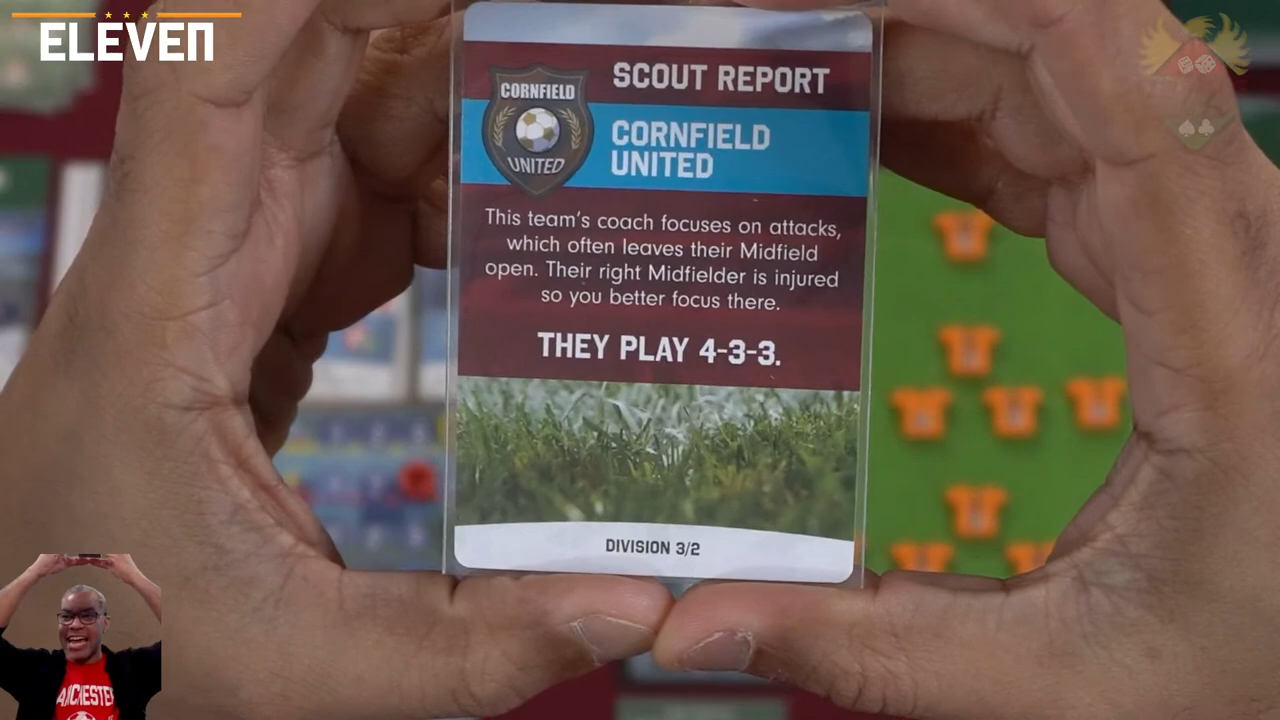 ELEVEN
SCOUT REPORT
CORNFIELD
UNITED
CORNFIELD
UNITED
This team's coach focuses on attacks,
which often leaves their Midfield
open. Their right Midfielder is injured
so you better focus there.
THEY PLAY 4-3-3.
DIVISION 3/2